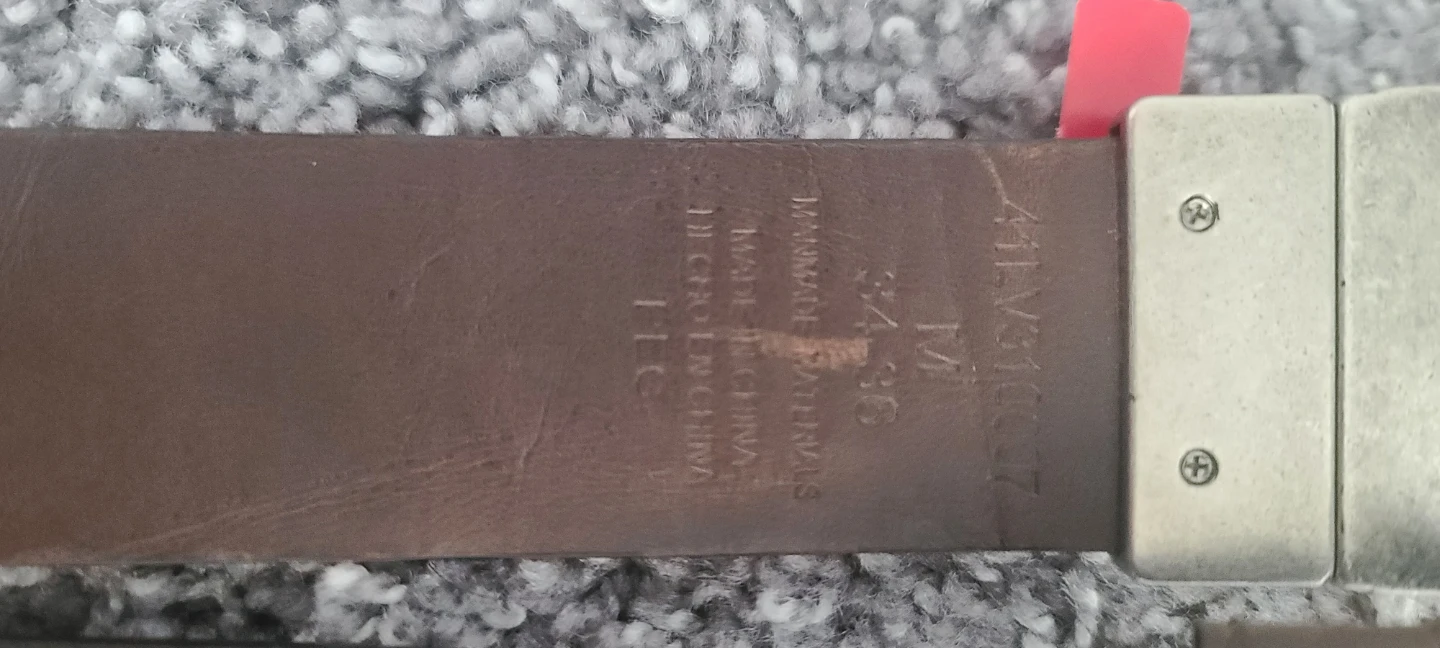 M
34 36
MANMADE MATERIALS
MADE IN CHINA
HECHO EN CHINA